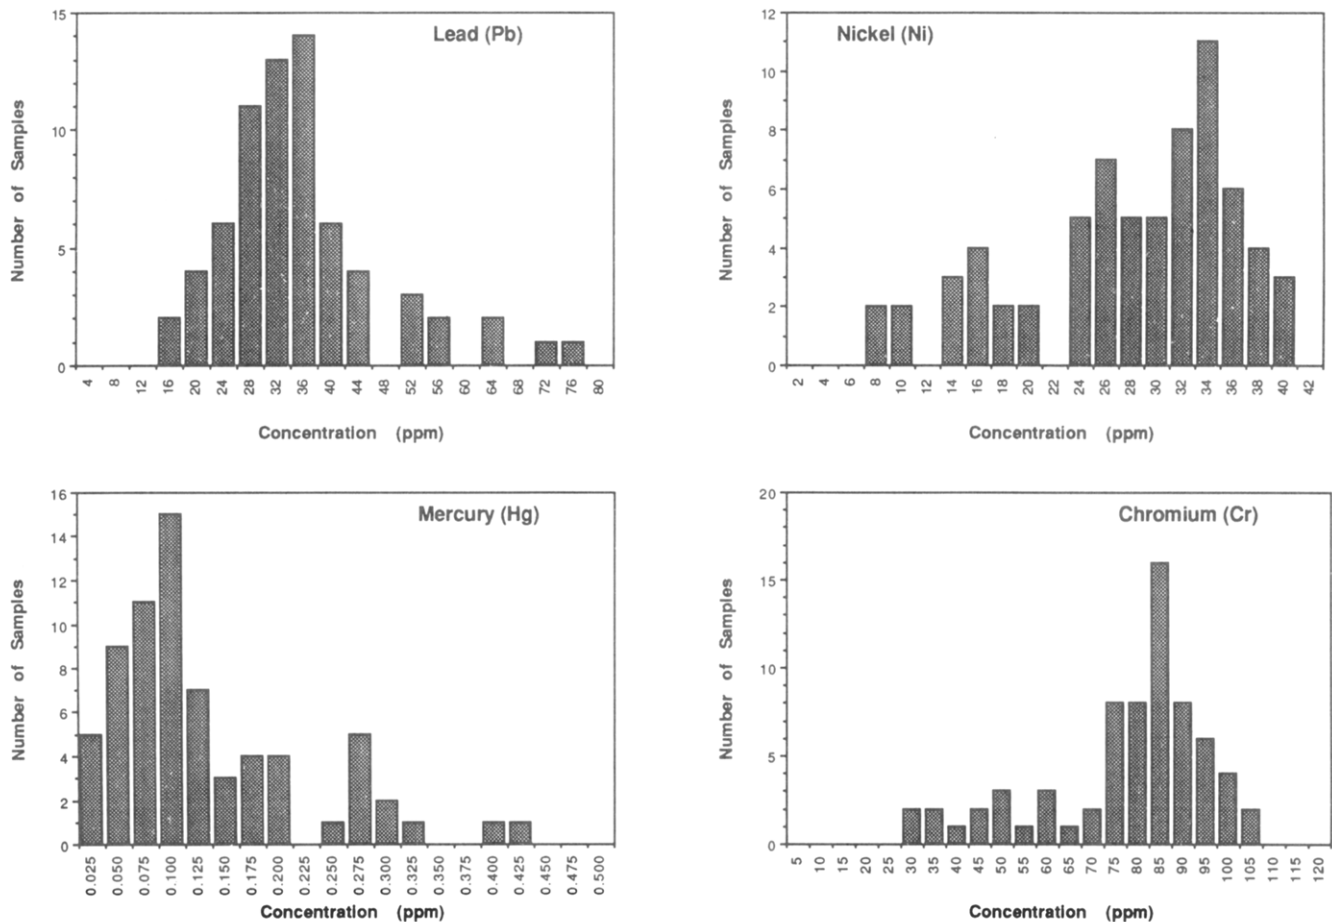 Lead (Pb)
Number of Samples
15
10
5
0
4 8 12 16 20 24 28 32 36 40 44 48 52 56 60 64 68 72 76 80
Concentration (ppm)
Nickel (Ni)
Number of Samples
12
10
8
6
4
2
0
2 4 6 8 10 12 14 16 18 20 22 24 26 28 30 32 34 36 38 40 42
Concentration (ppm)
Mercury (Hg)
Number of Samples
16
14
12
10
8
6
4
2
0
0.025 0.050 0.075 0.100 0.125 0.150 0.175 0.200 0.225 0.250 0.275 0.300 0.325 0.350 0.375 0.400 0.425 0.450 0.475 0.500
Concentration (ppm)
Chromium (Cr)
Number of Samples
20
15
10
5
0
5 10 15 20 25 30 35 40 45 50 55 60 65 70 75 80 85 90 95 100 105 110 115 120
Concentration (ppm)